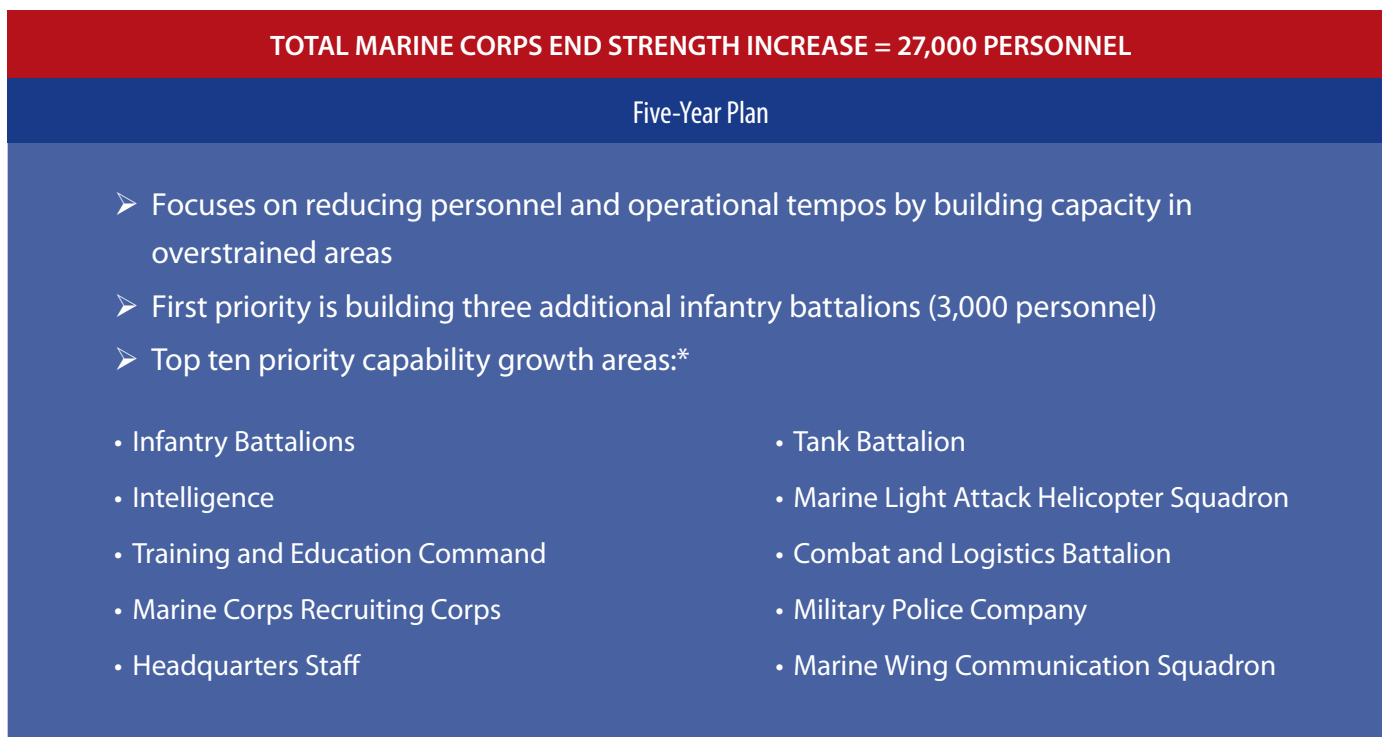 TOTAL MARINE CORPS END STRENGTH INCREASE = 27,000 PERSONNEL
Five-Year Plan
➢ Focuses on reducing personnel and operational tempos by building capacity in
overstrained areas
➢ First priority is building three additional infantry battalions (3,000 personnel)
➢ Top ten priority capability growth areas:*
• Infantry Battalions
• Intelligence
• Training and Education Command
• Marine Corps Recruiting Corps
• Headquarters Staff
• Tank Battalion
• Marine Light Attack Helicopter Squadron
• Combat and Logistics Battalion
• Military Police Company
• Marine Wing Communication Squadron